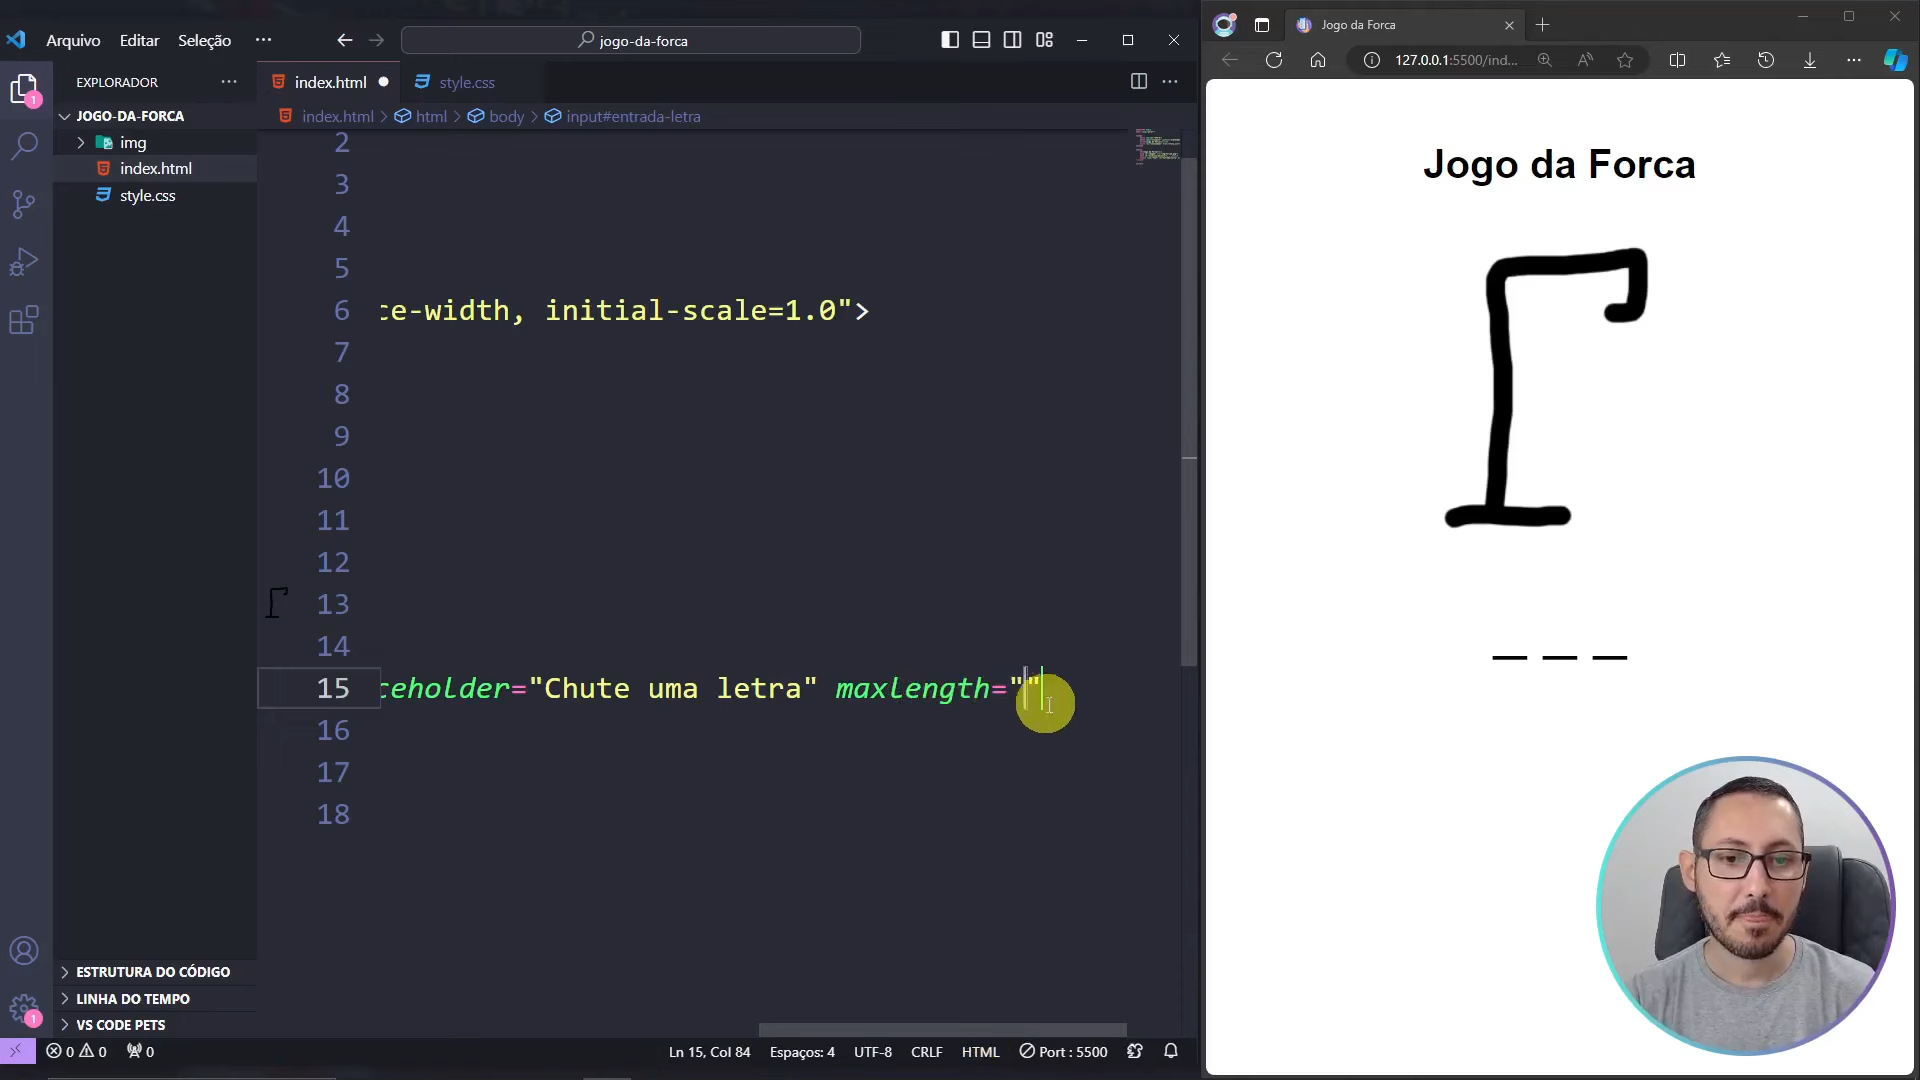 Arquivo Editar Seleção ··· jogo-da-forca
EXPLORADOR ···
JOGO-DA-FORCA
img
index.html
style.css
ESTRUTURA DO CÓDIGO
LINHA DO TEMPO
VS CODE PETS
1
1
index.html style.css
index.html > html > body > input#entrada-letra
2
3
4
5
6 ce-width, initial-scale=1.0">
7
8
9
10
11
12
13
14
15 ceholder="Chute uma letra" maxlength=""
16
17
18
0 0 0 Ln 15, Col 84 Espaços: 4 UTF-8 CRLF HTML Port : 5500
Jogo da Forca
127.0.0.1:5500/ind...
Jogo da Forca
_ _ _